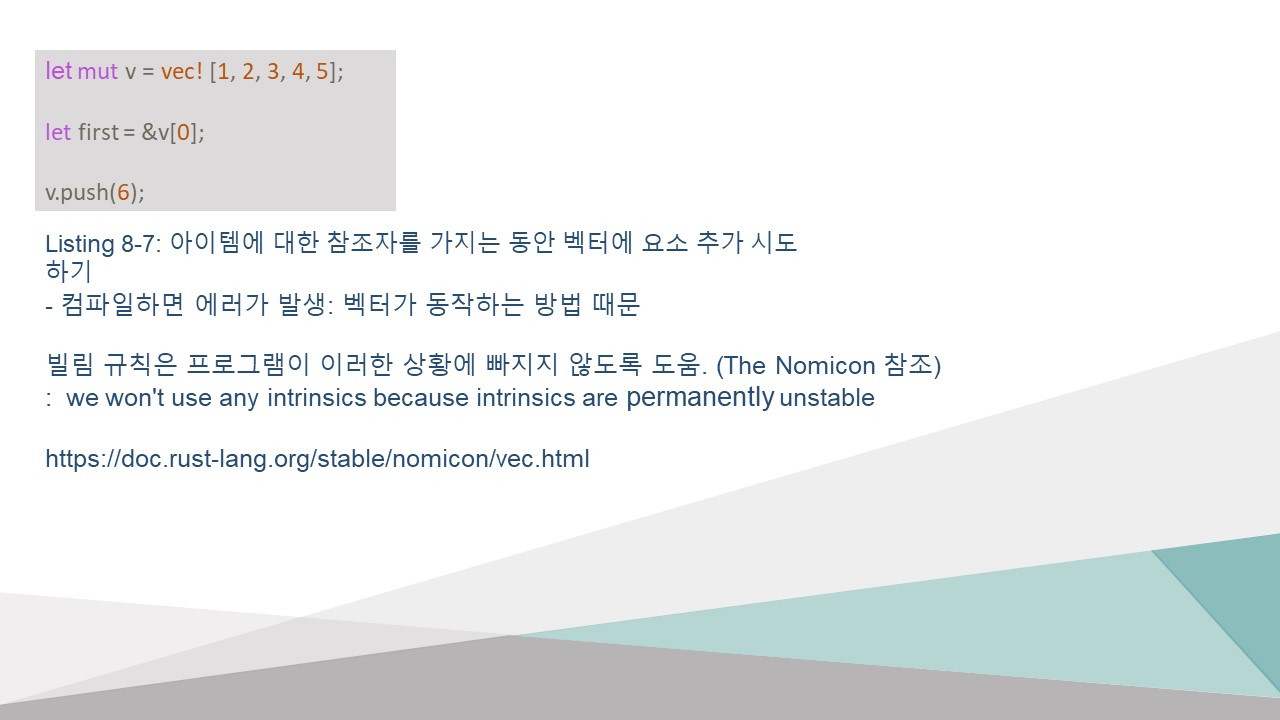 let mut v = vec! [1, 2, 3, 4, 5];
let first = &v[0];
v.push(6);
Listing 8-7: 아이템에 대한 참조자를 가지는 동안 벡터에 요소 추가 시도
하기
- 컴파일하면 에러가 발생: 벡터가 동작하는 방법 때문
빌림 규칙은 프로그램이 이러한 상황에 빠지지 않도록 도움. (The Nomicon 참조)
: we won't use any intrinsics because intrinsics are permanently unstable
https://doc.rust-lang.org/stable/nomicon/vec.html